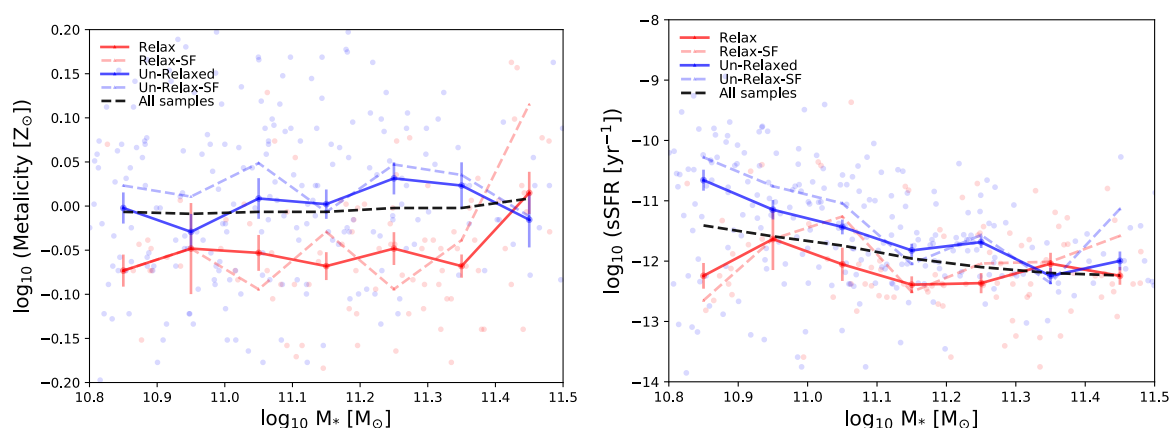 0.20
0.15
0.10
0.05
0.00
−0.05
−0.10
−0.15
−0.20
log₁₀ (Metalicity [Z⊙])
Relax
Relax-SF
Un-Relaxed
Un-Relax-SF
All samples
10.8 10.9 11.0 11.1 11.2 11.3 11.4 11.5
log₁₀ M* [M⊙]
−8
−9
−10
−11
−12
−13
−14
log₁₀ (sSFR [yr⁻¹])
Relax
Relax-SF
Un-Relaxed
Un-Relax-SF
All samples
10.8 10.9 11.0 11.1 11.2 11.3 11.4 11.5
log₁₀ M* [M⊙]